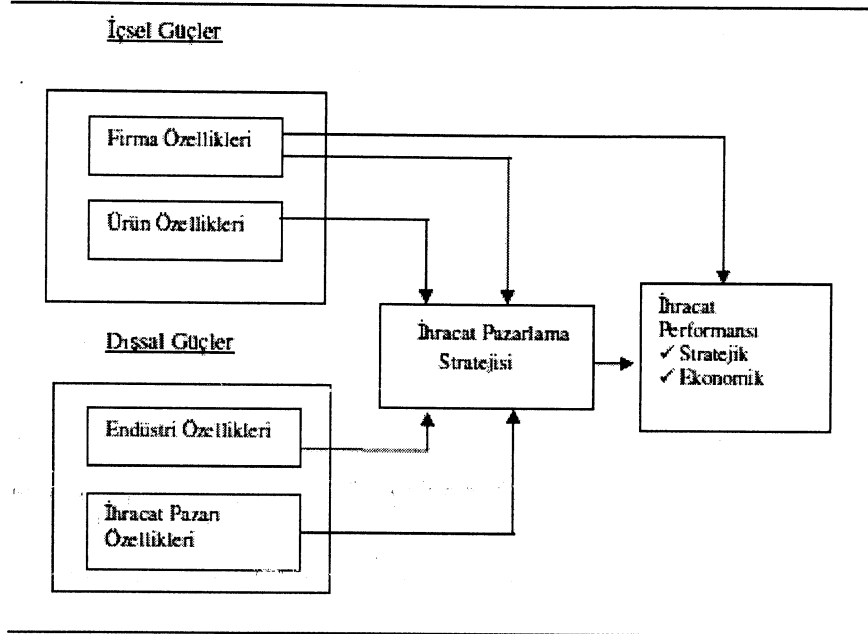 İçsel Güçler
Firma Özellikleri
Ürün Özellikleri
Dışsal Güçler
Endüstri Özellikleri
İhracat Pazarı
Özellikleri
İhracat Pazarlama
Stratejisi
İhracat
Performansı
✓ Stratejik
✓ Ekonomik